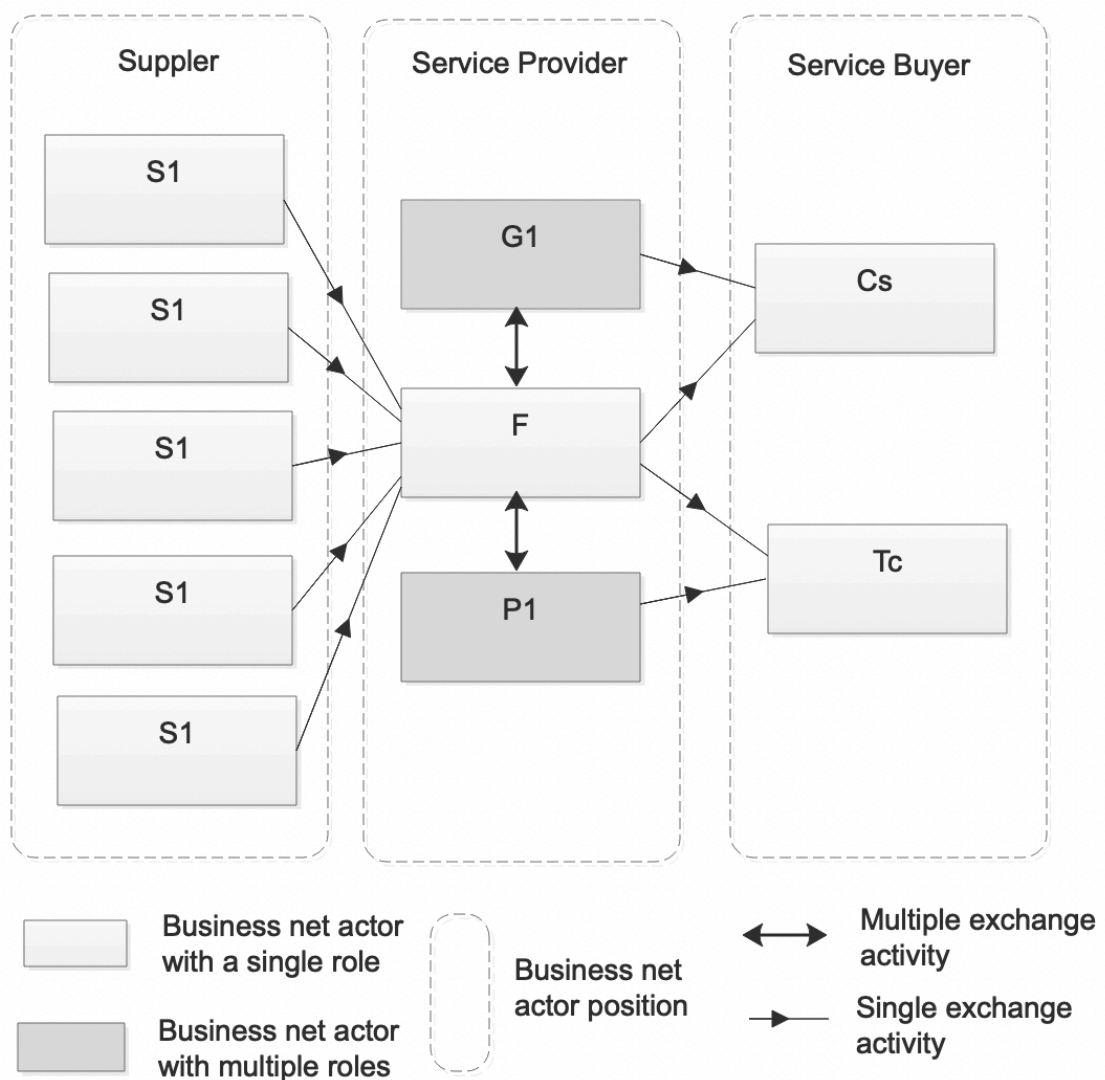 Suppler
Service Provider
Service Buyer
S1
S1
S1
S1
S1
G1
F
P1
Cs
Tc
Business net actor
with a single role
Business net actor
with multiple roles
Business net
actor position
Multiple exchange
activity
Single exchange
activity